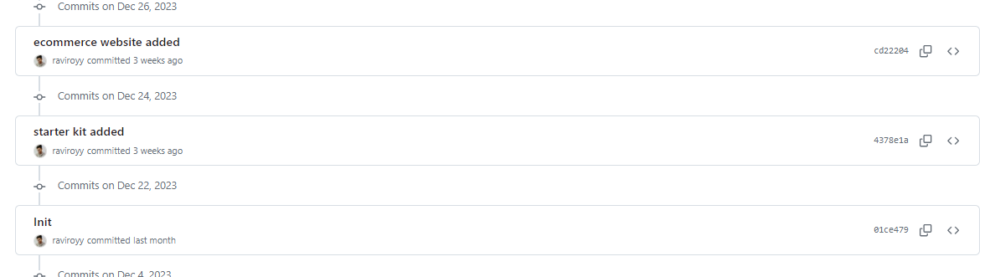 Commits on Dec 26, 2023
ecommerce website added
raviroyy committed 3 weeks ago
cd22204
Commits on Dec 24, 2023
starter kit added
raviroyy committed 3 weeks ago
4378e1a
Commits on Dec 22, 2023
Init
raviroyy committed last month
01ce479
Commits on Dec 4, 2023